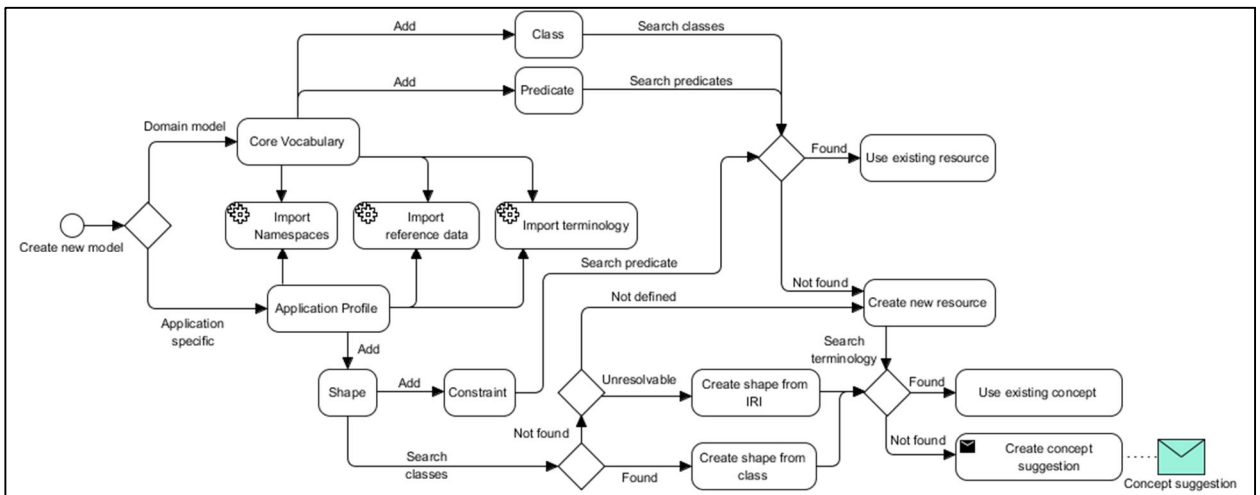 Add
Class
Search classes
Add
Predicate
Search predicates
Domain model
Core Vocabulary
Found
Use existing resource
Import
Namespaces
Import
reference data
Import terminology
Create new model
Search predicate
Not found
Create new resource
Not defined
Application Profile
Application
specific
Add
Search
terminology
Shape
Add
Constraint
Unresolvable
Create shape from
IRI
Found
Use existing concept
Not found
Not found
Create concept
suggestion
Search
classes
Found
Create shape from
class
Concept suggestion